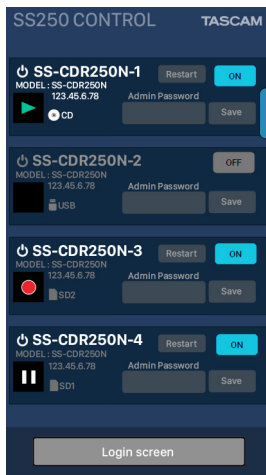 SS250 CONTROL TASCAM
SS-CDR250N-1 Restart ON
MODEL : SS-CDR250N
123.45.6.78 Admin Password
CD Save
SS-CDR250N-2 OFF
MODEL : SS-CDR250N
123.45.6.78 Admin Password
USB Save
SS-CDR250N-3 Restart ON
MODEL : SS-CDR250N
123.45.6.78 Admin Password
SD2 Save
SS-CDR250N-4 Restart ON
MODEL : SS-CDR250N
123.45.6.78 Admin Password
SD1 Save
Login screen